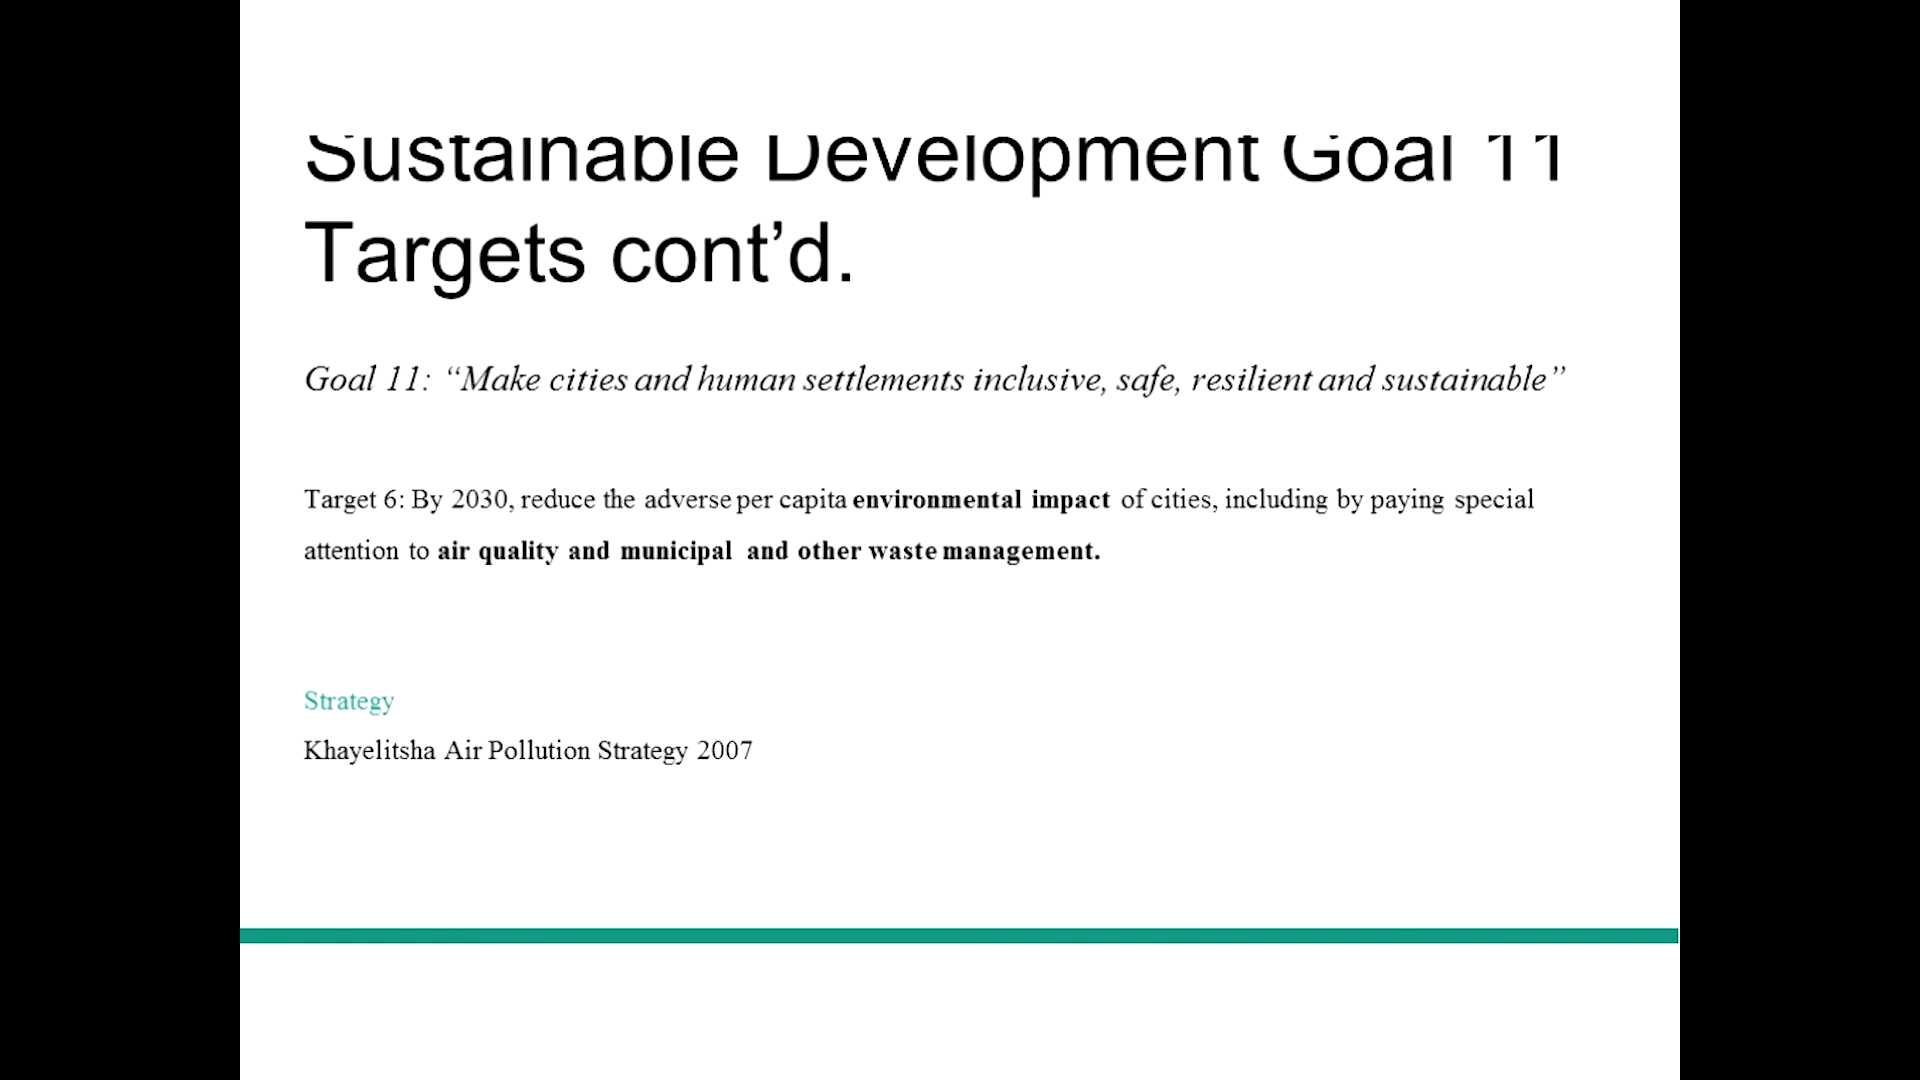 Sustainable Development Goal 11
Targets cont’d.
Goal 11: “Make cities and human settlements inclusive, safe, resilient and sustainable”
Target 6: By 2030, reduce the adverse per capita environmental impact of cities, including by paying special
attention to air quality and municipal and other waste management.
Strategy
Khayelitsha Air Pollution Strategy 2007